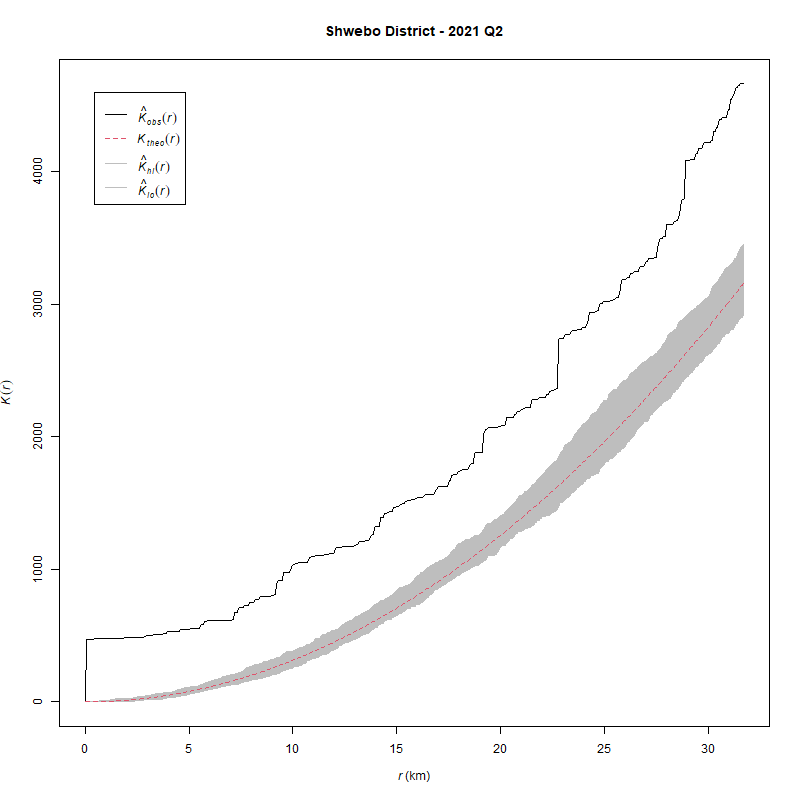 Shwebo District - 2021 Q2
K̂obs(r)
Ktheo(r)
K̂hi(r)
K̂lo(r)
K(r)
0
1000
2000
3000
4000
0 5 10 15 20 25 30
r (km)